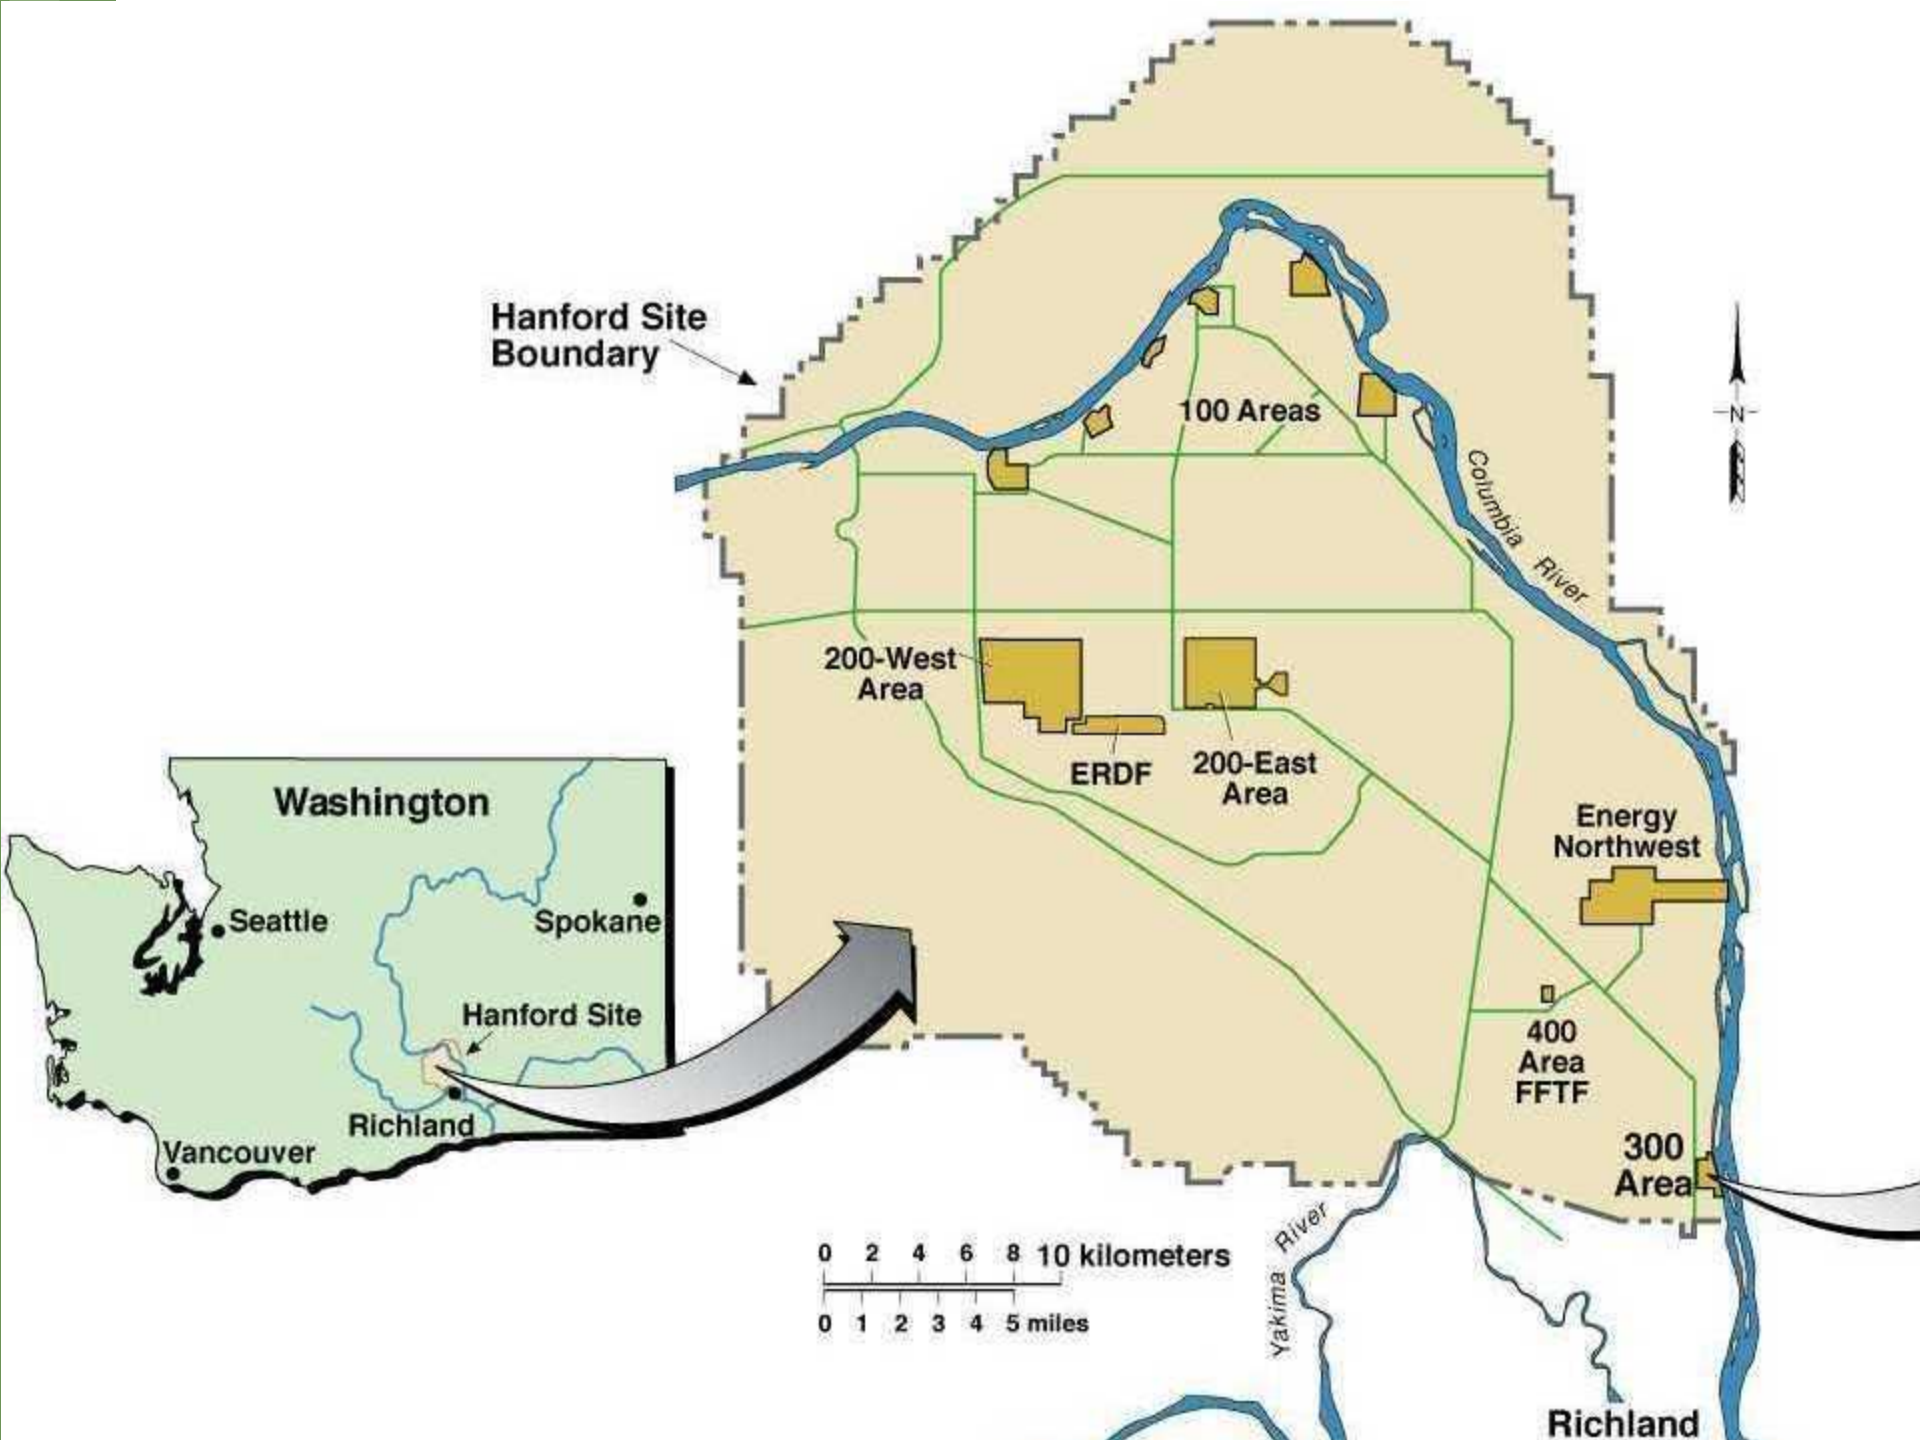 Hanford Site
Boundary
100 Areas
N
Columbia River
200-West
Area
ERDF
200-East
Area
Energy
Northwest
400
Area
FFTF
300
Area
Washington
Seattle
Spokane
Hanford Site
Richland
Vancouver
0 2 4 6 8 10 kilometers
0 1 2 3 4 5 miles
Yakima River
Richland